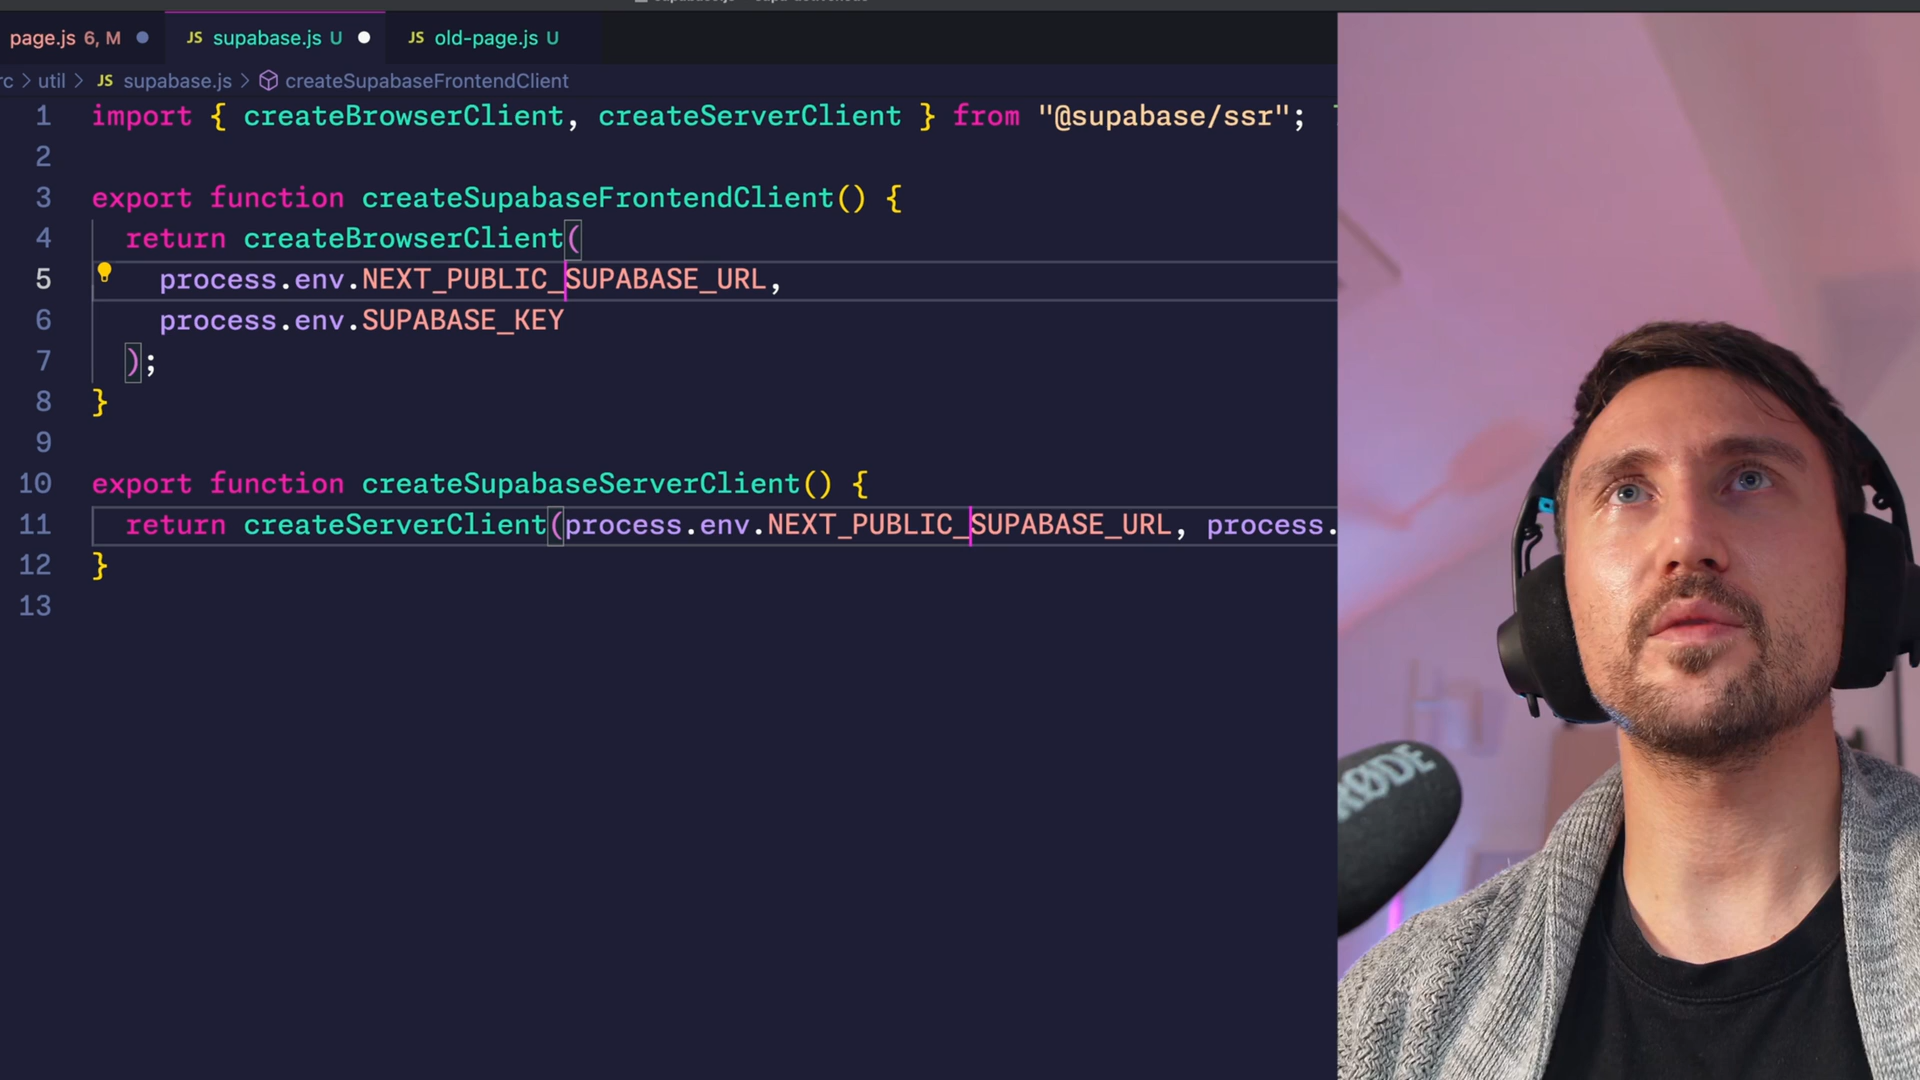 page.js 6, M JS supabase.js U JS old-page.js U
rc > util > JS supabase.js > createSupabaseFrontendClient
1 import { createBrowserClient, createServerClient } from "@supabase/ssr";
2
3 export function createSupabaseFrontendClient() {
4 return createBrowserClient(
5 process.env.NEXT_PUBLIC_SUPABASE_URL,
6 process.env.SUPABASE_KEY
7 );
8 }
9
10 export function createSupabaseServerClient() {
11 return createServerClient(process.env.NEXT_PUBLIC_SUPABASE_URL, process.
12 }
13
RØDE